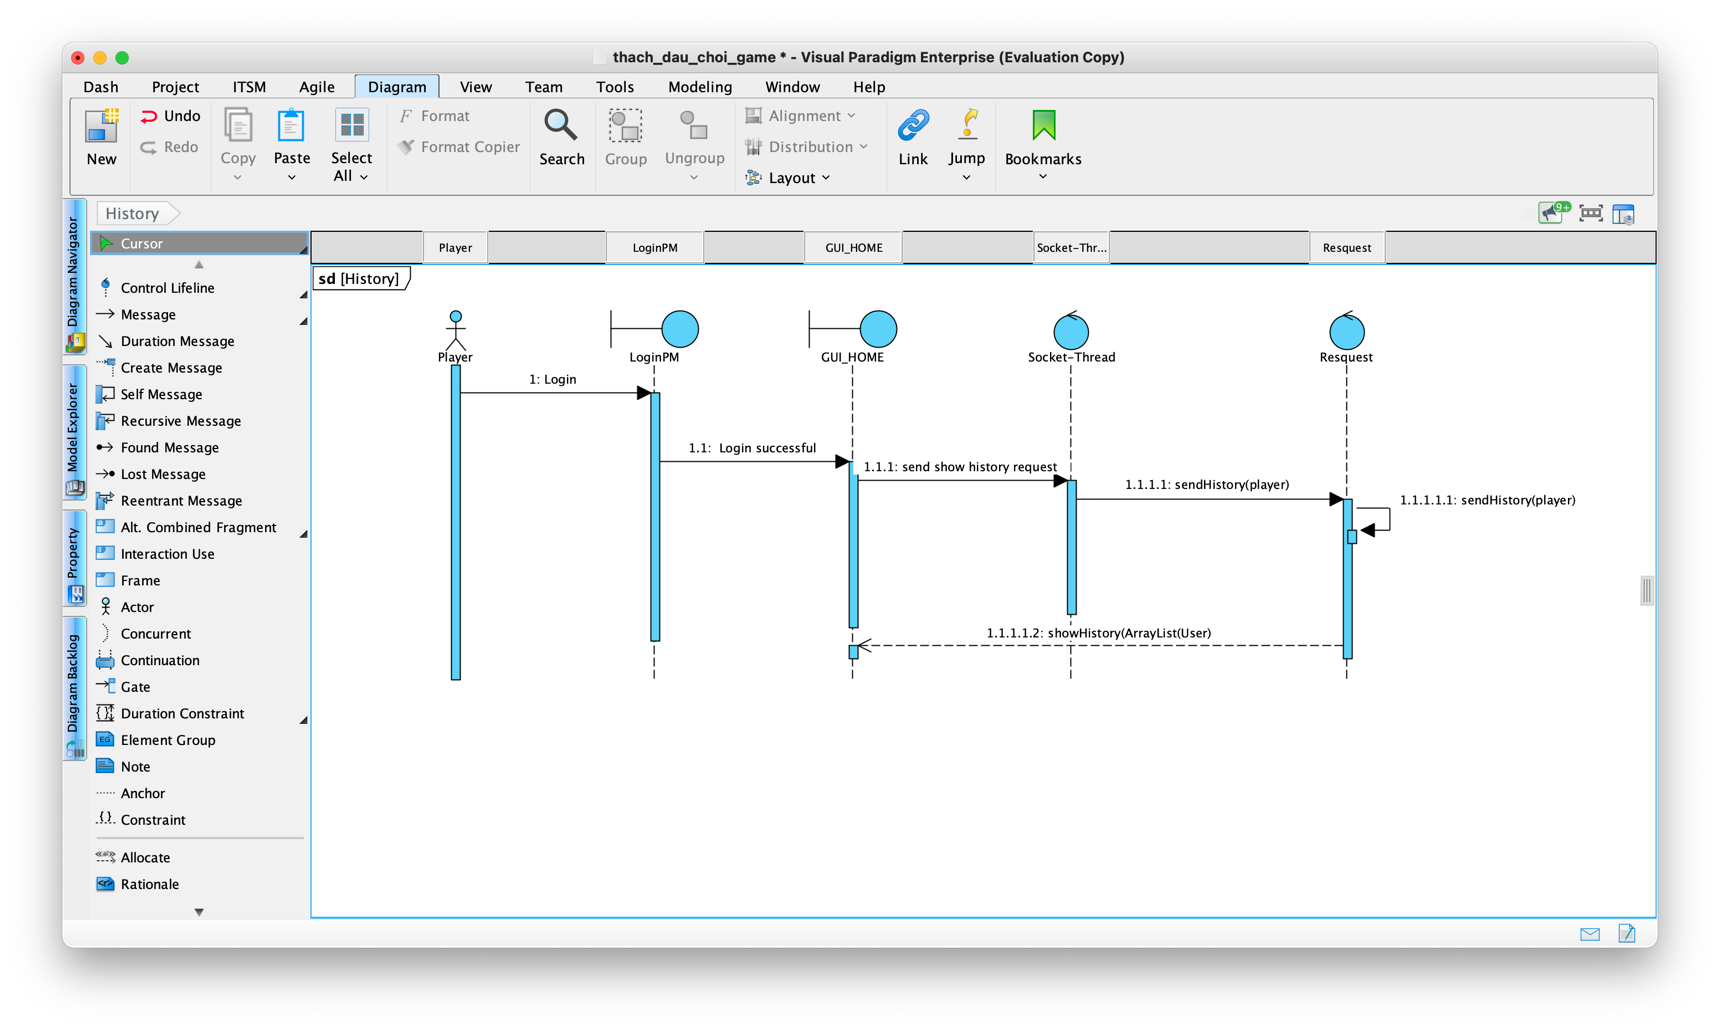 thach_dau_choi_game * - Visual Paradigm Enterprise (Evaluation Copy)
Dash Project ITSM Agile Diagram View Team Tools Modeling Window Help
New
Undo
Redo
Copy
Paste
Select All
Format
Format Copier
Search
Group
Ungroup
Alignment
Distribution
Layout
Link
Jump
Bookmarks
History
9+
Diagram Navigator
Model Explorer
Property
Diagram Backlog
Cursor
Control Lifeline
Message
Duration Message
Create Message
Self Message
Recursive Message
Found Message
Lost Message
Reentrant Message
Alt. Combined Fragment
Interaction Use
Frame
Actor
Concurrent
Continuation
Gate
Duration Constraint
EG Element Group
Note
Anchor
Constraint
Allocate
Rationale
Player LoginPM GUI_HOME Socket-Thr... Resquest
sd [History]
Player LoginPM GUI_HOME Socket-Thread Resquest
1: Login
1.1: Login successful
1.1.1: send show history request
1.1.1.1: sendHistory(player)
1.1.1.1.1: sendHistory(player)
1.1.1.1.2: showHistory(ArrayList(User)